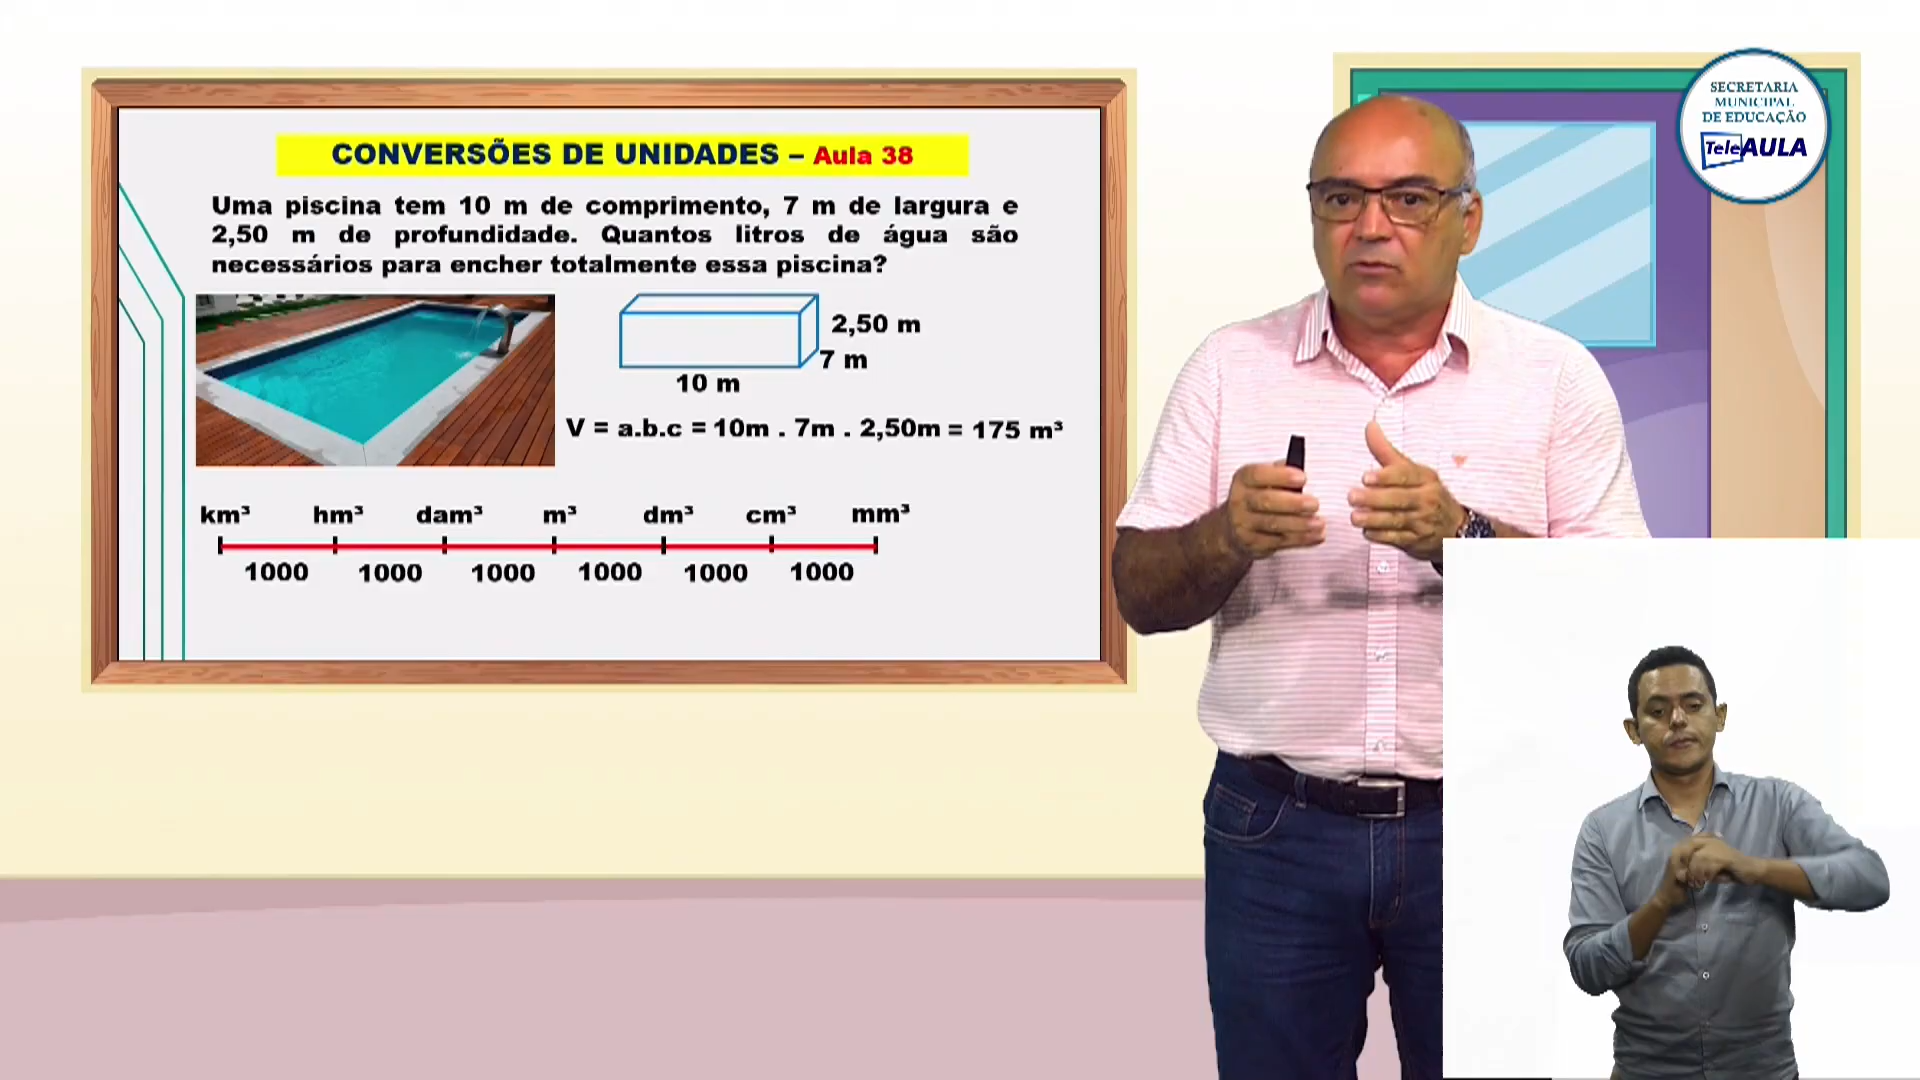 CONVERSÕES DE UNIDADES – Aula 38
Uma piscina tem 10 m de comprimento, 7 m de largura e
2,50 m de profundidade. Quantos litros de água são
necessários para encher totalmente essa piscina?
2,50 m
7 m
10 m
V = a.b.c = 10m . 7m . 2,50m = 175 m³
km³ hm³ dam³ m³ dm³ cm³ mm³
1000 1000 1000 1000 1000 1000
SECRETARIA
MUNICIPAL
DE EDUCAÇÃO
TeleAULA